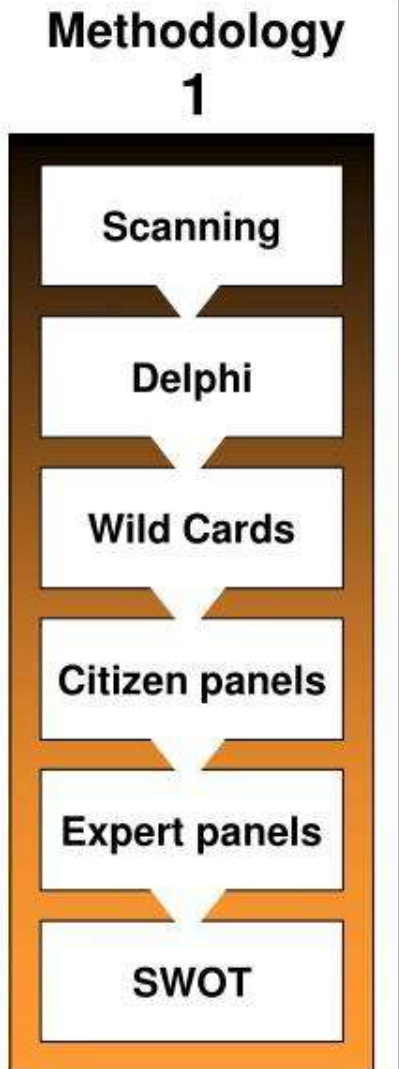 Methodology
1
Scanning
Delphi
Wild Cards
Citizen panels
Expert panels
SWOT